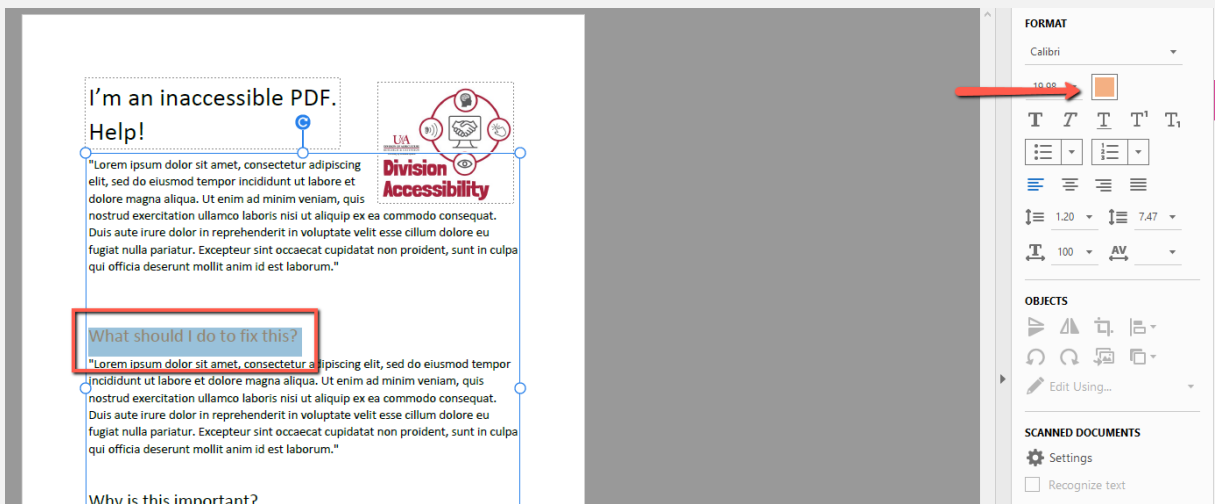 I'm an inaccessible PDF.
Help!
UA
Division
Accessibility
"Lorem ipsum dolor sit amet, consectetur adipiscing
elit, sed do eiusmod tempor incididunt ut labore et
dolore magna aliqua. Ut enim ad minim veniam, quis
nostrud exercitation ullamco laboris nisi ut aliquip ex ea commodo consequat.
Duis aute irure dolor in reprehenderit in voluptate velit esse cillum dolore eu
fugiat nulla pariatur. Excepteur sint occaecat cupidatat non proident, sunt in culpa
qui officia deserunt mollit anim id est laborum."
What should I do to fix this?
"Lorem ipsum dolor sit amet, consectetur adipiscing elit, sed do eiusmod tempor
incididunt ut labore et dolore magna aliqua. Ut enim ad minim veniam, quis
nostrud exercitation ullamco laboris nisi ut aliquip ex ea commodo consequat.
Duis aute irure dolor in reprehenderit in voluptate velit esse cillum dolore eu
fugiat nulla pariatur. Excepteur sint occaecat cupidatat non proident, sunt in culpa
qui officia deserunt mollit anim id est laborum."
Why is this important?
FORMAT
Calibri
19.98
T T T T¹ T₁
1.20 7.47
T 100 AV
OBJECTS
Edit Using...
SCANNED DOCUMENTS
Settings
Recognize text